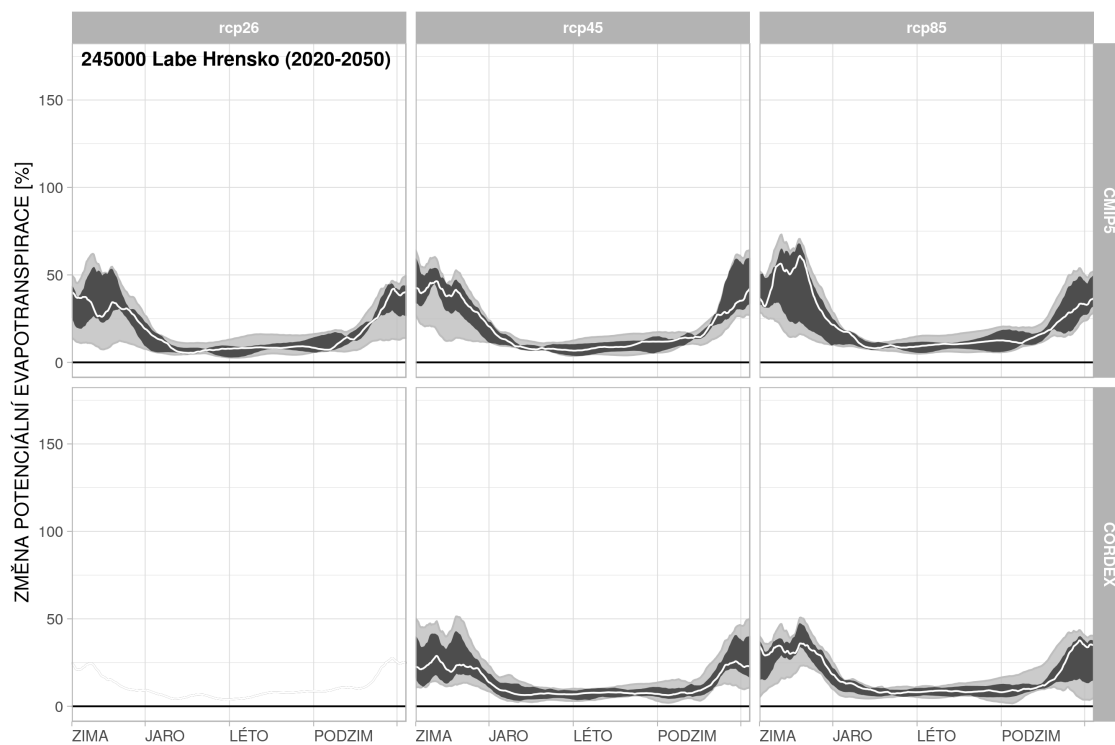 rcp26 rcp45 rcp85
245000 Labe Hrensko (2020-2050)
ZMĚNA POTENCIÁLNÍ EVAPOTRANSPIRACE [%]
150
100
50
0
CMIP5
150
100
50
0
CORDEX
ZIMA JARO LÉTO PODZIM ZIMA JARO LÉTO PODZIM ZIMA JARO LÉTO PODZIM